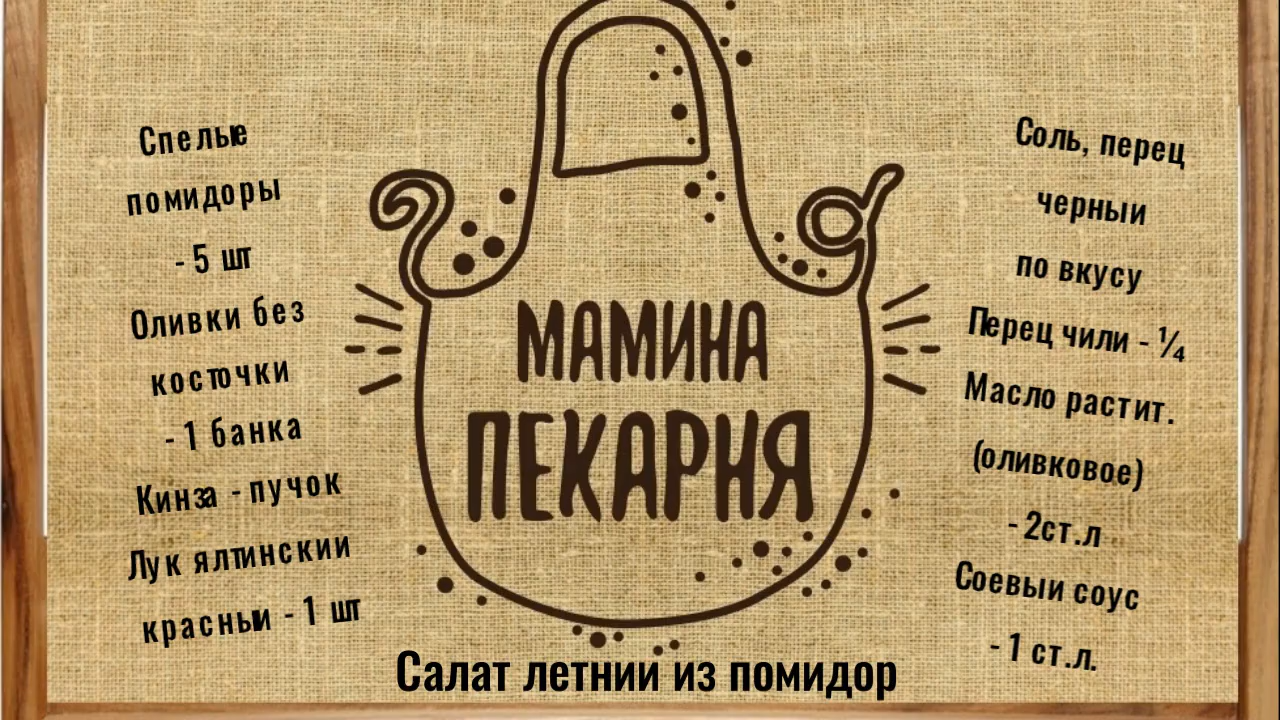 Спелые
помидоры
- 5 шт
Оливки без
косточки
- 1 банка
Кинза - пучок
Лук ялтинскии
красныи - 1 шт
МАМИНА
ПЕКАРНЯ
Соль, перец
черныи
по вкусу
Перец чили - ¼
Масло растит.
(оливковое)
- 2ст.л
Соевыи соус
- 1 ст.л.
Салат летнии из помидор